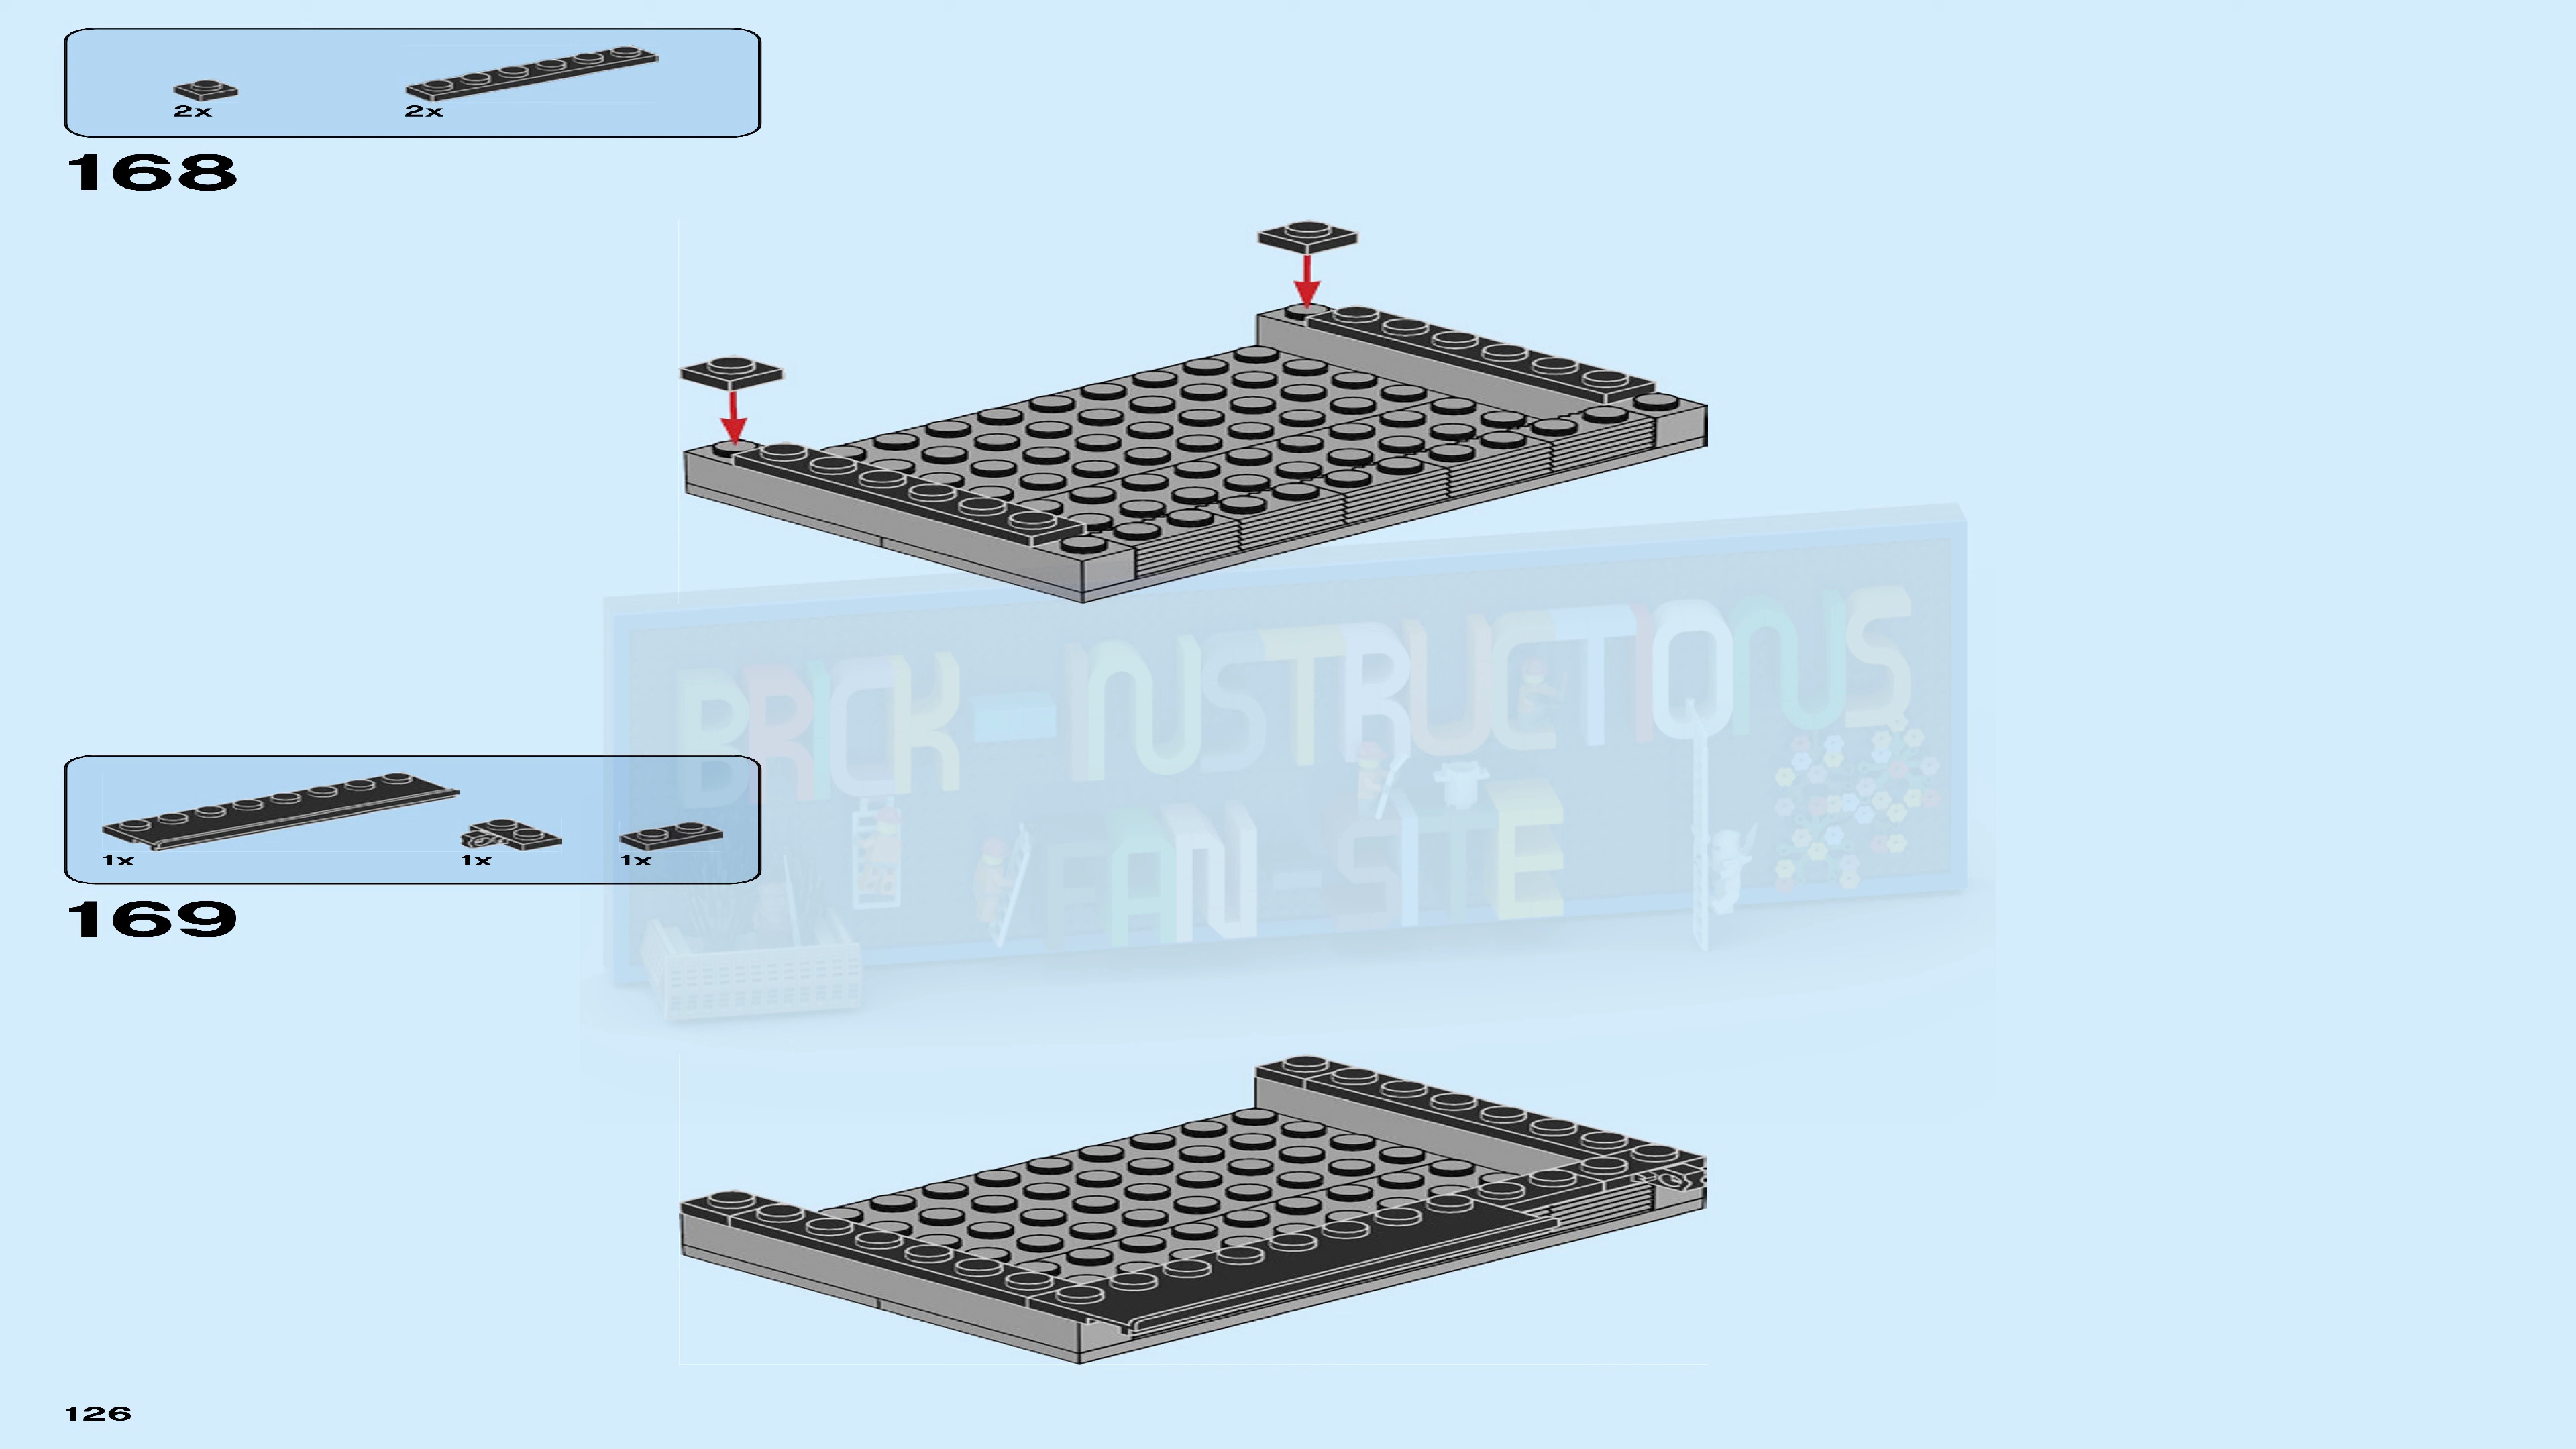 2x 2x
168
BRICK-INSTRUCTIONS
FAN-SITE
1x 1x 1x
169
126